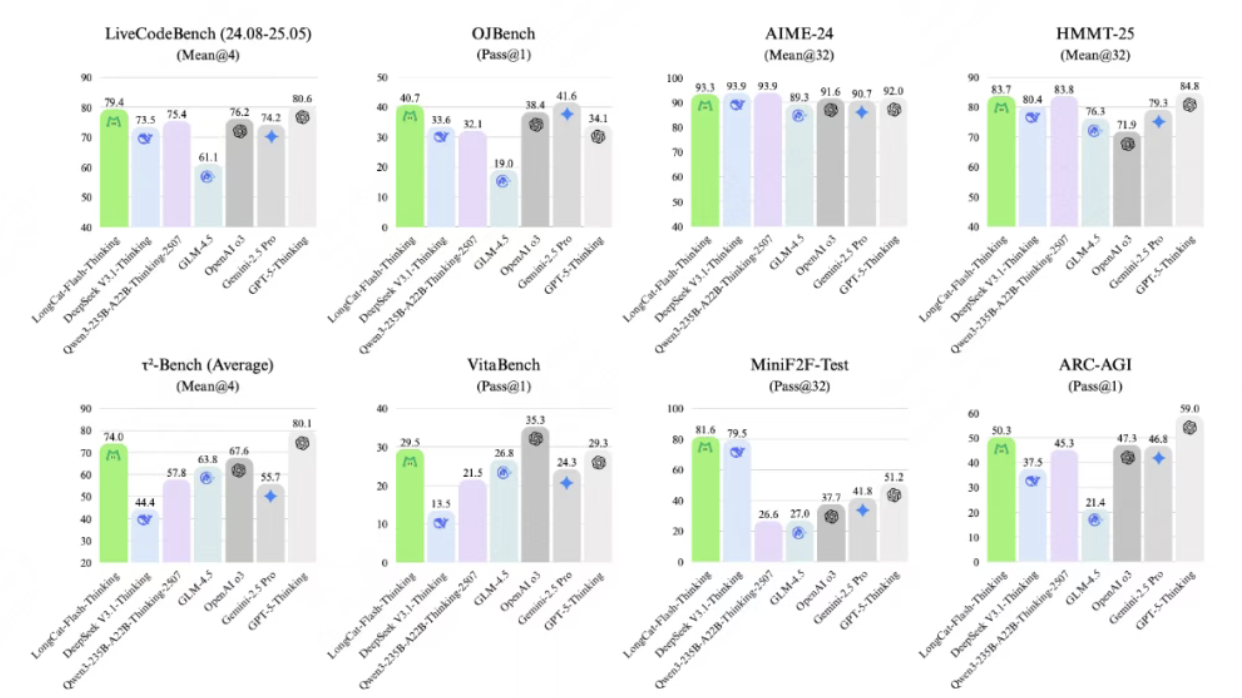 LiveCodeBench (24.08-25.05)
(Mean@4)
90
80
70
60
50
40
79.4
73.5
75.4
61.1
76.2
74.2
80.6
LongCat-Flash-Thinking
DeepSeek V3.1-Thinking
Qwen3-235B-A22B-Thinking-2507
GLM-4.5
OpenAI o3
Gemini-2.5 Pro
GPT-5-Thinking
OJBench
(Pass@1)
50
40
30
20
10
0
40.7
33.6
32.1
19.0
38.4
41.6
34.1
LongCat-Flash-Thinking
DeepSeek V3.1-Thinking
Qwen3-235B-A22B-Thinking-2507
GLM-4.5
OpenAI o3
Gemini-2.5 Pro
GPT-5-Thinking
AIME-24
(Mean@32)
100
90
80
70
60
50
40
93.3
93.9
93.9
89.3
91.6
90.7
92.0
LongCat-Flash-Thinking
DeepSeek V3.1-Thinking
Qwen3-235B-A22B-Thinking-2507
GLM-4.5
OpenAI o3
Gemini-2.5 Pro
GPT-5-Thinking
HMMT-25
(Mean@32)
90
80
70
60
50
40
83.7
80.4
83.8
76.3
71.9
79.3
84.8
LongCat-Flash-Thinking
DeepSeek V3.1-Thinking
Qwen3-235B-A22B-Thinking-2507
GLM-4.5
OpenAI o3
Gemini-2.5 Pro
GPT-5-Thinking
τ²-Bench (Average)
(Mean@4)
90
80
70
60
50
40
30
20
74.0
44.4
57.8
63.8
67.6
55.7
80.1
LongCat-Flash-Thinking
DeepSeek V3.1-Thinking
Qwen3-235B-A22B-Thinking-2507
GLM-4.5
OpenAI o3
Gemini-2.5 Pro
GPT-5-Thinking
VitaBench
(Pass@1)
40
30
20
10
0
29.5
13.5
21.5
26.8
35.3
24.3
29.3
LongCat-Flash-Thinking
DeepSeek V3.1-Thinking
Qwen3-235B-A22B-Thinking-2507
GLM-4.5
OpenAI o3
Gemini-2.5 Pro
GPT-5-Thinking
MiniF2F-Test
(Pass@32)
100
80
60
40
20
0
81.6
79.5
26.6
27.0
37.7
41.8
51.2
LongCat-Flash-Thinking
DeepSeek V3.1-Thinking
Qwen3-235B-A22B-Thinking-2507
GLM-4.5
OpenAI o3
Gemini-2.5 Pro
GPT-5-Thinking
ARC-AGI
(Pass@1)
60
50
40
30
20
10
0
50.3
37.5
45.3
21.4
47.3
46.8
59.0
LongCat-Flash-Thinking
DeepSeek V3.1-Thinking
Qwen3-235B-A22B-Thinking-2507
GLM-4.5
OpenAI o3
Gemini-2.5 Pro
GPT-5-Thinking